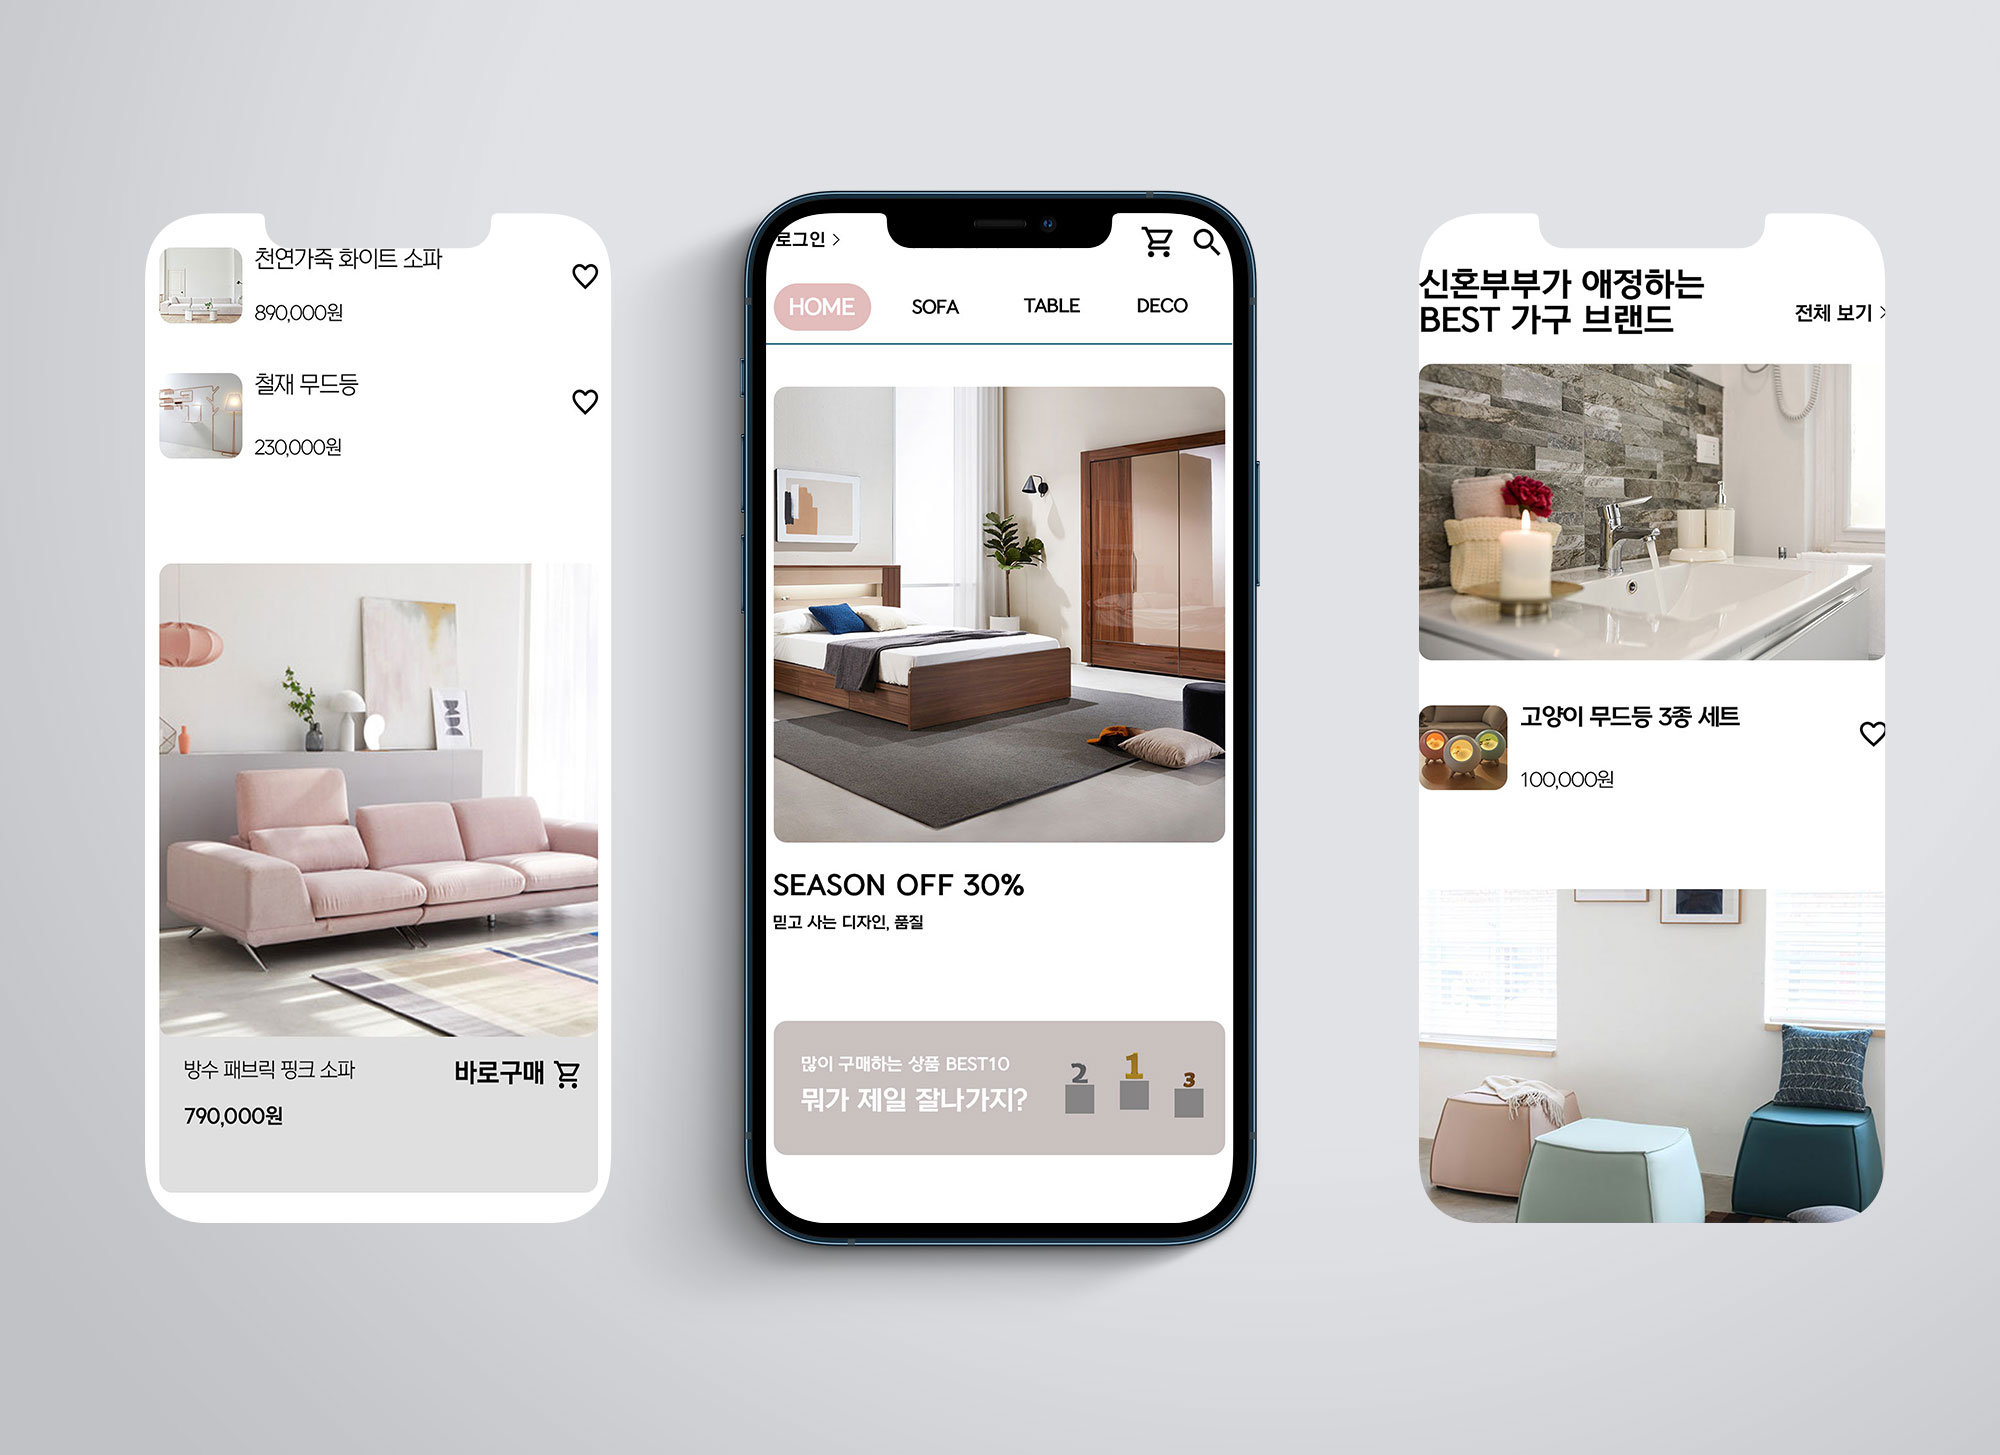 천연가죽 화이트 소파
890,000원
철재 무드등
230,000원
방수 패브릭 핑크 소파
바로구매
790,000원
로그인 >
HOME
SOFA
TABLE
DECO
SEASON OFF 30%
믿고 사는 디자인, 품질
많이 구매하는 상품 BEST10
뭐가 제일 잘나가지?
2
1
3
신혼부부가 애정하는
BEST 가구 브랜드
전체 보기 >
고양이 무드등 3종 세트
100,000원